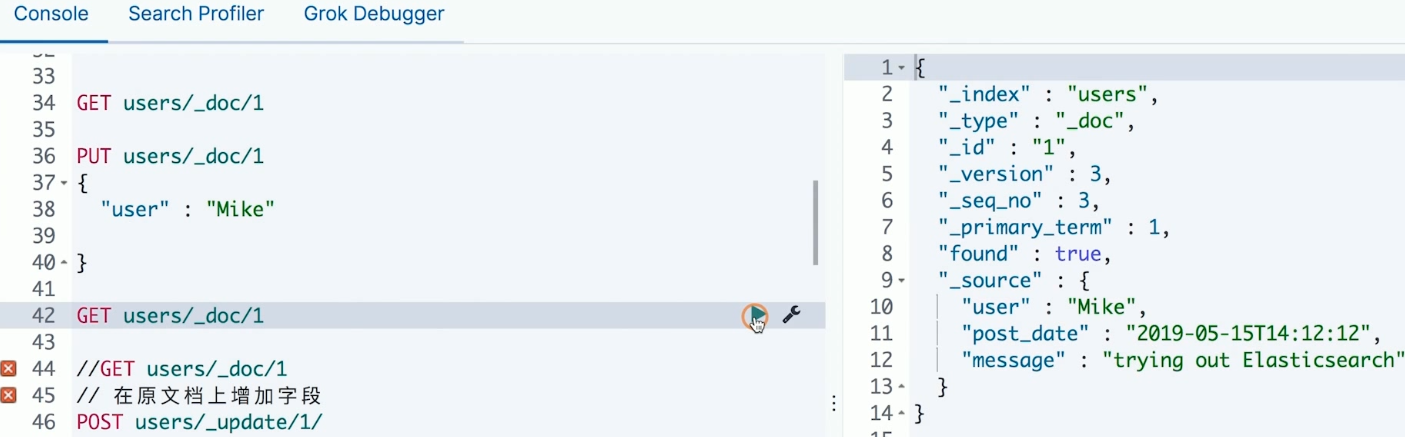 Console Search Profiler Grok Debugger
33
34 GET users/_doc/1
35
36 PUT users/_doc/1
37 {
38 "user" : "Mike"
39
40 }
41
42 GET users/_doc/1
43
44 //GET users/_doc/1
45 // 在原文档上增加字段
46 POST users/_update/1/
1 {
2 "_index" : "users",
3 "_type" : "_doc",
4 "_id" : "1",
5 "_version" : 3,
6 "_seq_no" : 3,
7 "_primary_term" : 1,
8 "found" : true,
9 "_source" : {
10 "user" : "Mike",
11 "post_date" : "2019-05-15T14:12:12",
12 "message" : "trying out Elasticsearch"
13 }
14 }